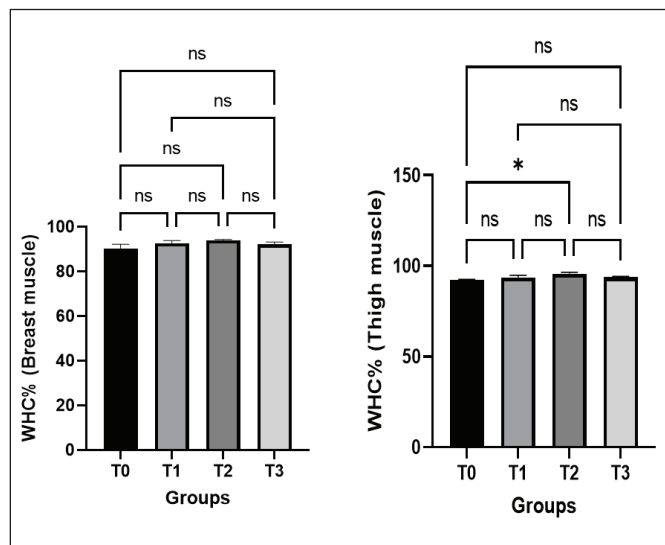 ns
ns
ns
ns ns ns
100
80
60
40
20
0
WHC% (Breast muscle)
T0 T1 T2 T3
Groups
ns
ns
*
ns ns ns
150
100
50
0
WHC% (Thigh muscle)
T0 T1 T2 T3
Groups